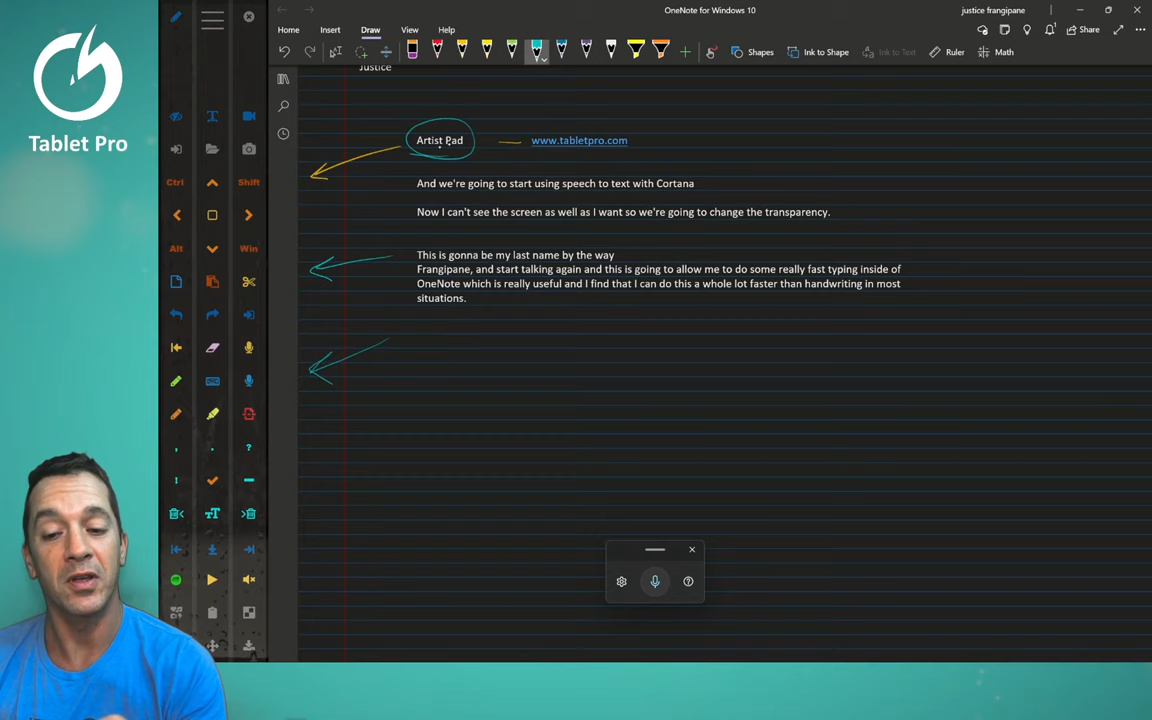 OneNote for Windows 10
justice frangipane
Home Insert Draw View Share
Shapes Ink to Shape Ink to Text Ruler Math
Tablet Pro
Justice
Artist Pad www.tabletpro.com
And we're going to start using speech to text with Cortana
Now I can't see the screen as well as I want so we're going to change the transparency.
This is gonna be my last name by the way
Frangipane, and start talking again and this is going to allow me to do some really fast typing inside of
OneNote which is really useful and I find that I can do this a whole lot faster than handwriting in most
situations.
Ctrl Shift
Alt Win